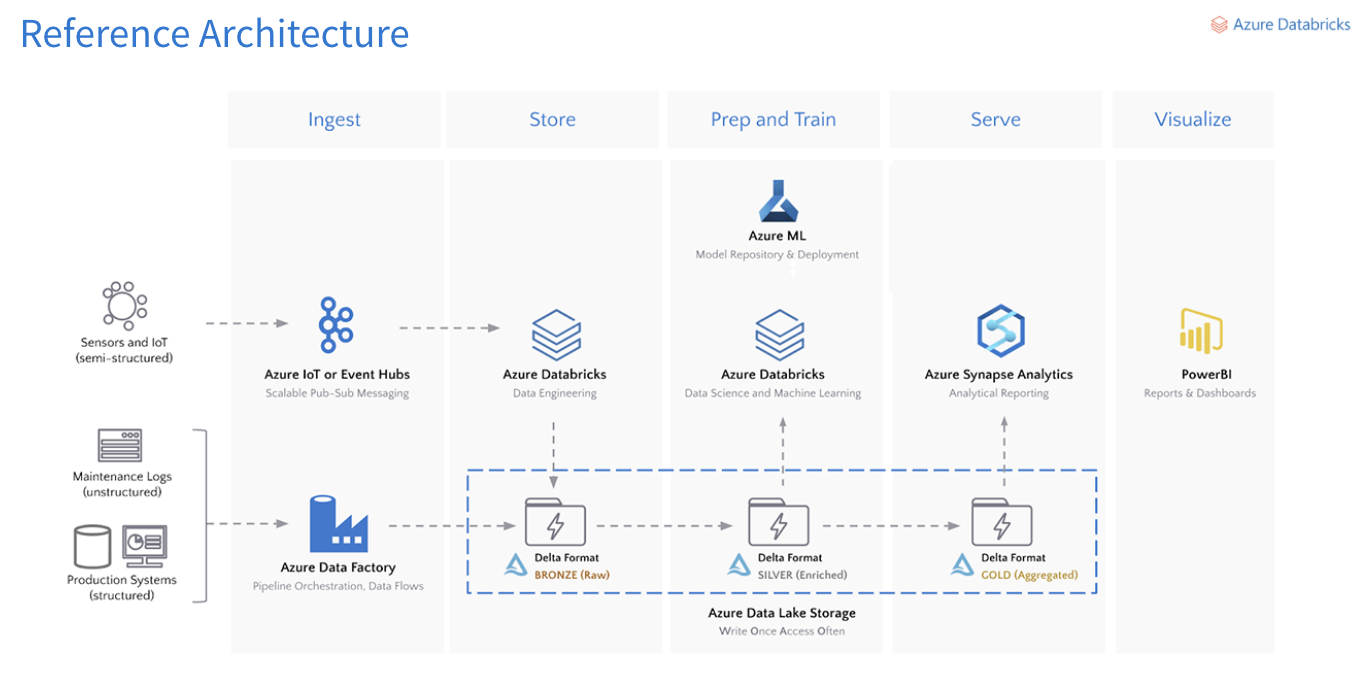 Reference Architecture
Azure Databricks
Ingest
Store
Prep and Train
Serve
Visualize
Azure ML
Model Repository & Deployment
Sensors and IoT
(semi-structured)
Azure IoT or Event Hubs
Scalable Pub-Sub Messaging
Azure Databricks
Data Engineering
Azure Databricks
Data Science and Machine Learning
Azure Synapse Analytics
Analytical Reporting
PowerBI
Reports & Dashboards
Maintenance Logs
(unstructured)
Production Systems
(structured)
Azure Data Factory
Pipeline Orchestration, Data Flows
Delta Format
BRONZE (Raw)
Delta Format
SILVER (Enriched)
Delta Format
GOLD (Aggregated)
Azure Data Lake Storage
Write Once Access Often